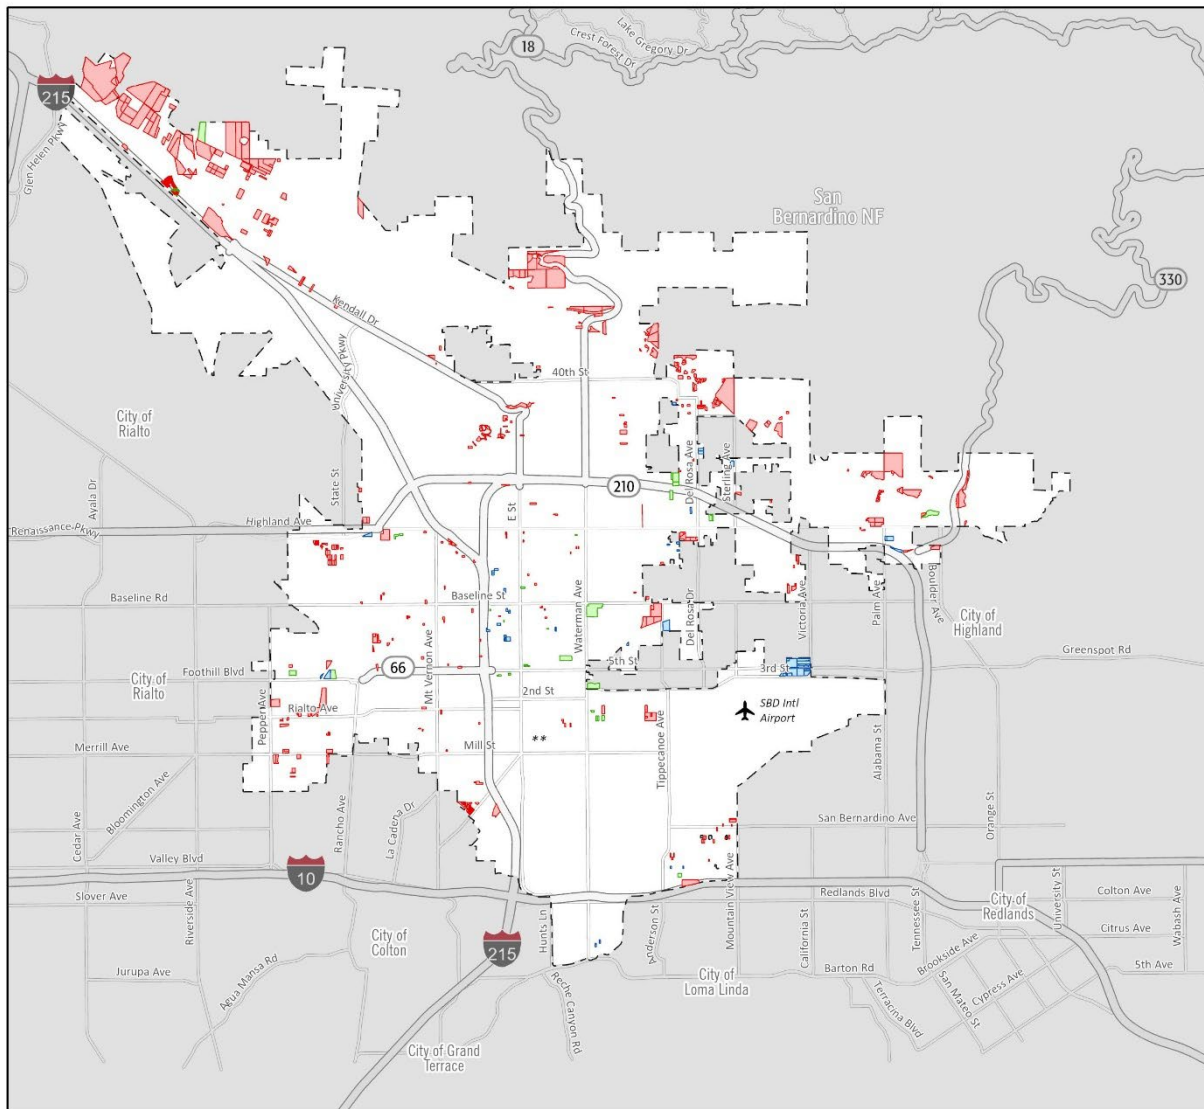 18
Lake Gregory Dr
Crest Forest Dr
215
Glen Helen Pkwy
San
Bernardino NF
330
Kendall Dr
University Pkwy
40th St
City of
Rialto
Ayala Dr
State St
Del Rosa Ave
Sterling Ave
210
E St
Highland Ave
Renaissance Pkwy
Baseline Rd
Baseline St
Waterman Ave
Del Rosa Dr
Victoria Ave
Palm Ave
Boulder Ave
City of
Highland
Mt Vernon Ave
66
5th St
3rd St
Greenspot Rd
Foothill Blvd
City of
Rialto
2nd St
Pepper Ave
Rialto Ave
SBD Intl
Airport
Merrill Ave
Mill St
**
Tippecanoe Ave
Alabama St
Bloomington Ave
Cedar Ave
Rancho Ave
La Cadena Dr
San Bernardino Ave
Orange St
Valley Blvd
10
Mountain View Ave
Slover Ave
Riverside Ave
Redlands Blvd
Tennessee St
University St
Colton Ave
Wabash Ave
City of
Redlands
Citrus Ave
City of
Colton
215
Hunts Ln
Anderson St
California St
Brookside Ave
Jurupa Ave
Agua Mansa Rd
Reche Canyon Rd
City of
Loma Linda
Barton Rd
San Mateo St
Cypress Ave
5th Ave
Terracina Blvd
City of Grand
Terrace